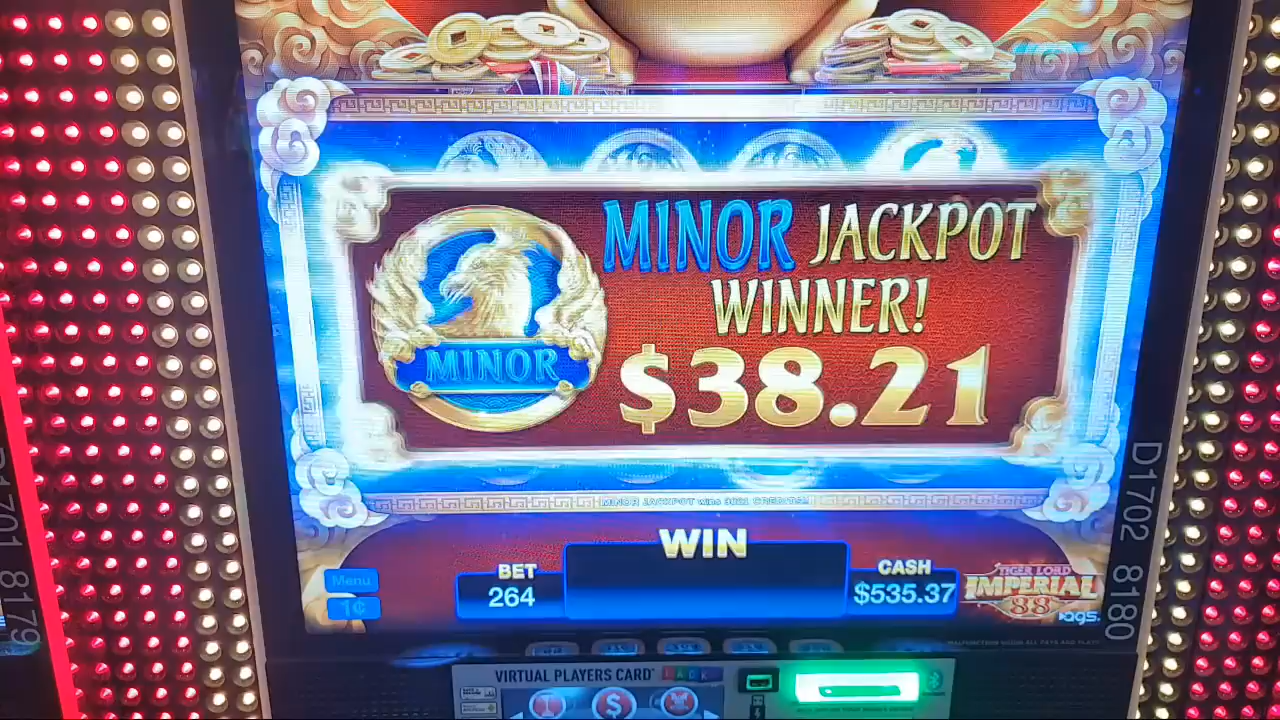 MINOR JACKPOT
WINNER!
$38.21
MINOR
MINOR JACKPOT wins 3821 CREDITS!
WIN
BET
264
CASH
$535.37
Menu
1¢
TIGER LORD
IMPERIAL
88
ags.
D1702 8180
D1701 8179
VIRTUAL PLAYERS CARD